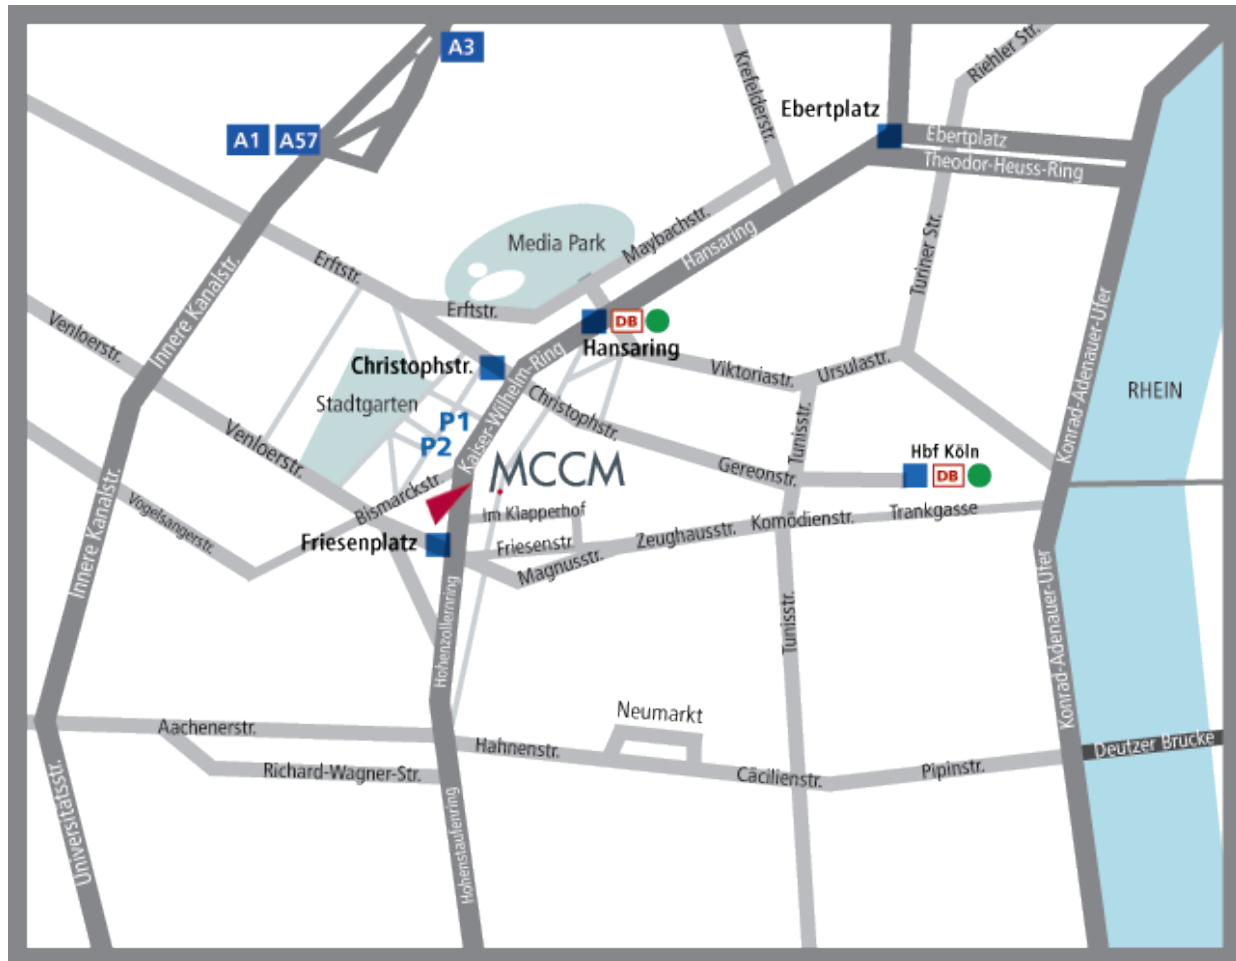 A3
Riehler Str.
Krefelderstr.
Ebertplatz
A1
A57
Ebertplatz
Theodor-Heuss-Ring
Media Park
Maybachstr.
Hansaring
Turiner Str.
Erftstr.
Erftstr.
Innere Kanalstr.
Venloerstr.
DB
Hansaring
Konrad-Adenauer-Ufer
Christophstr.
Kaiser-Wilhelm-Ring
Viktoriastr.
Ursulastr.
RHEIN
Stadtgarten
Christophstr.
P1
P2
Venloerstr.
Tunisstr.
Hbf Köln
DB
Gereonstr.
MCCM
Innere Kanalstr.
Vogelsangerstr.
Bismarckstr.
im Klapperhof
Trankgasse
Komödienstr.
Friesenplatz
Friesenstr
Zeughausstr.
Magnusstr.
Hohenzollernring
Tunisstr.
Konrad-Adenauer-Ufer
Neumarkt
Aachenerstr.
Hahnenstr.
Deutzer Brücke
Richard-Wagner-Str.
Cäcilienstr.
Pipinstr.
Universitätsstr.
Hohenstaufenring